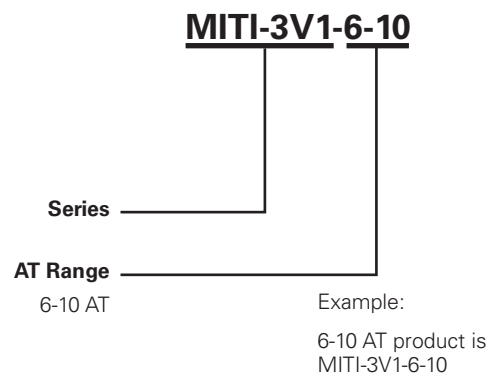 MITI-3V1-6-10
Series
AT Range
6-10 AT
Example:
6-10 AT product is
MITI-3V1-6-10